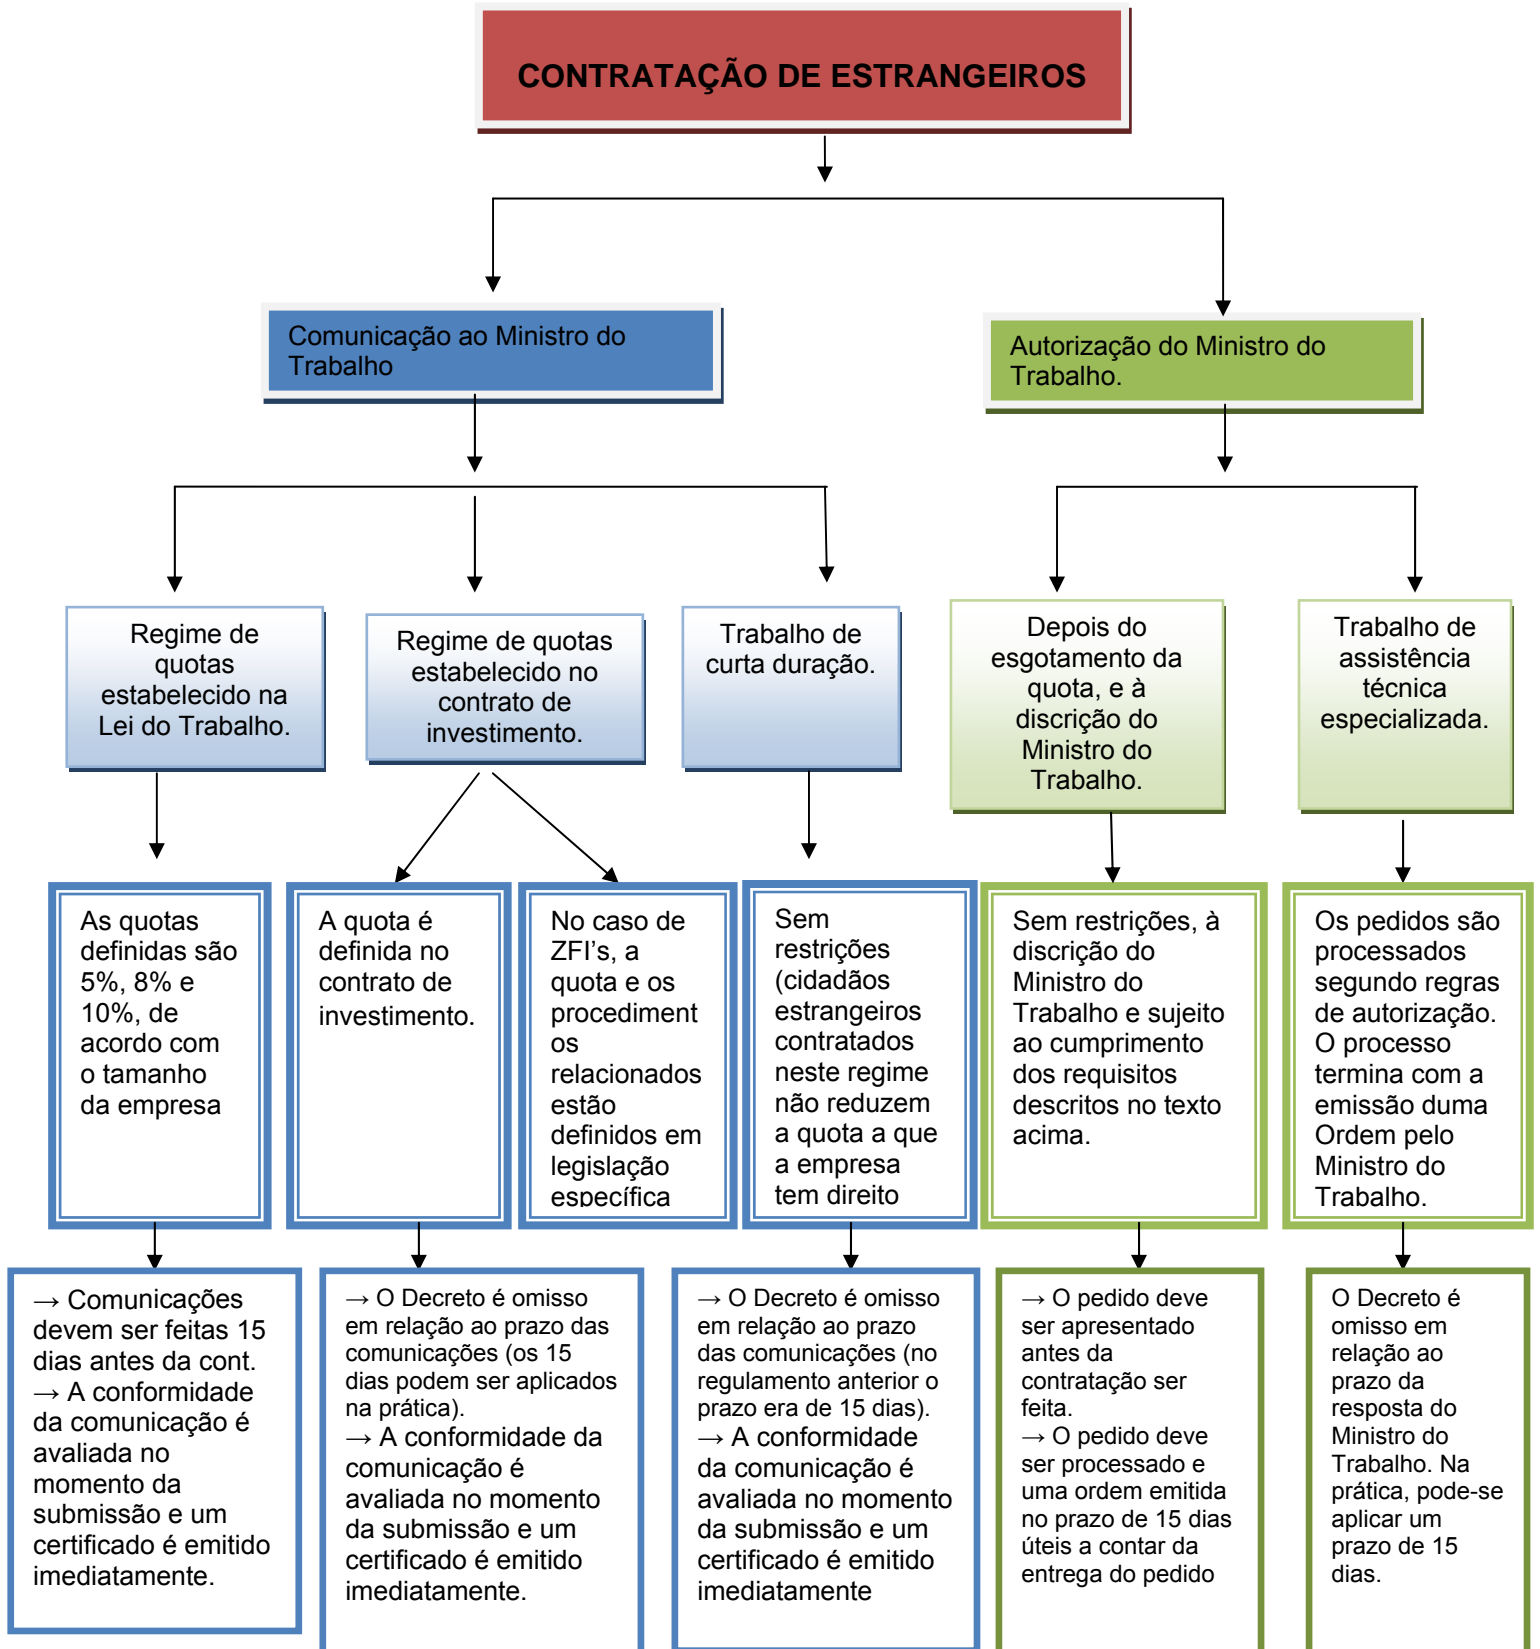 CONTRATAÇÃO DE ESTRANGEIROS
Comunicação ao Ministro do
Trabalho
Autorização do Ministro do
Trabalho.
Regime de
quotas
estabelecido na
Lei do Trabalho.
Regime de quotas
estabelecido no
contrato de
investimento.
Trabalho de
curta duração.
Depois do
esgotamento da
quota, e à
discrição do
Ministro do
Trabalho.
Trabalho de
assistência
técnica
especializada.
As quotas
definidas são
5%, 8% e
10%, de
acordo com
o tamanho
da empresa
A quota é
definida no
contrato de
investimento.
No caso de
ZFI's, a
quota e os
procediment
os
relacionados
estão
definidos em
legislação
específica
Sem
restrições
(cidadãos
estrangeiros
contratados
neste regime
não reduzem
a quota a que
a empresa
tem direito
Sem restrições, à
discrição do
Ministro do
Trabalho e sujeito
ao cumprimento
dos requisitos
descritos no texto
acima.
Os pedidos são
processados
segundo regras
de autorização.
O processo
termina com a
emissão duma
Ordem pelo
Ministro do
Trabalho.
→ Comunicações
devem ser feitas 15
dias antes da cont.
→ A conformidade
da comunicação é
avaliada no
momento da
submissão e um
certificado é emitido
imediatamente.
→ O Decreto é omisso
em relação ao prazo das
comunicações (os 15
dias podem ser aplicados
na prática).
→ A conformidade da
comunicação é
avaliada no momento
da submissão e um
certificado é emitido
imediatamente.
→ O Decreto é omisso
em relação ao prazo
das comunicações (no
regulamento anterior o
prazo era de 15 dias).
→ A conformidade
da comunicação é
avaliada no momento
da submissão e um
certificado é emitido
imediatamente
→ O pedido deve
ser apresentado
antes da
contratação ser
feita.
→ O pedido deve
ser processado e
uma ordem emitida
no prazo de 15 dias
úteis a contar da
entrega do pedido
O Decreto é
omisso em
relação ao
prazo da
resposta do
Ministro do
Trabalho. Na
prática, pode-se
aplicar um
prazo de 15
dias.